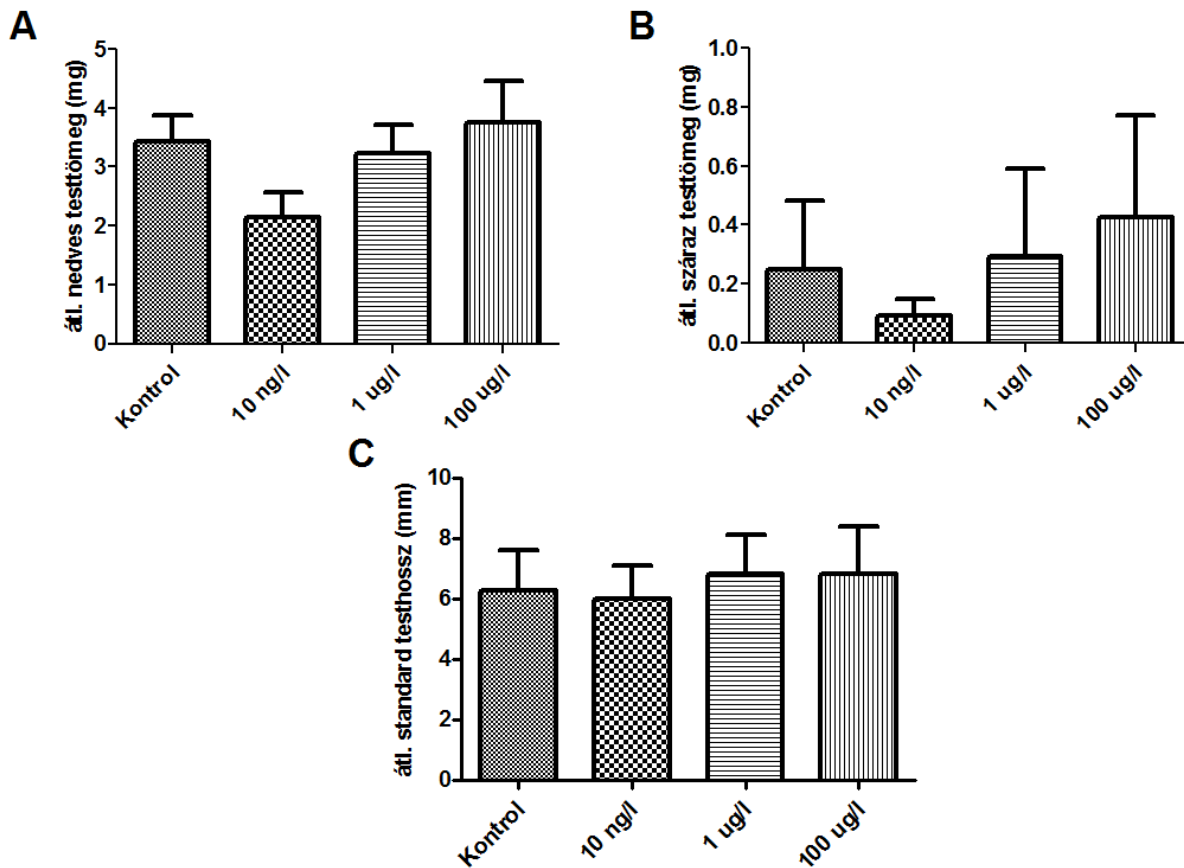 A
átl. nedves testtömeg (mg)
5
4
3
2
1
0
Kontrol
10 ng/l
1 ug/l
100 ug/l
B
átl. száraz testtömeg (mg)
1.0
0.8
0.6
0.4
0.2
0.0
Kontrol
10 ng/l
1 ug/l
100 ug/l
C
átl. standard testhossz (mm)
10
8
6
4
2
0
Kontrol
10 ng/l
1 ug/l
100 ug/l